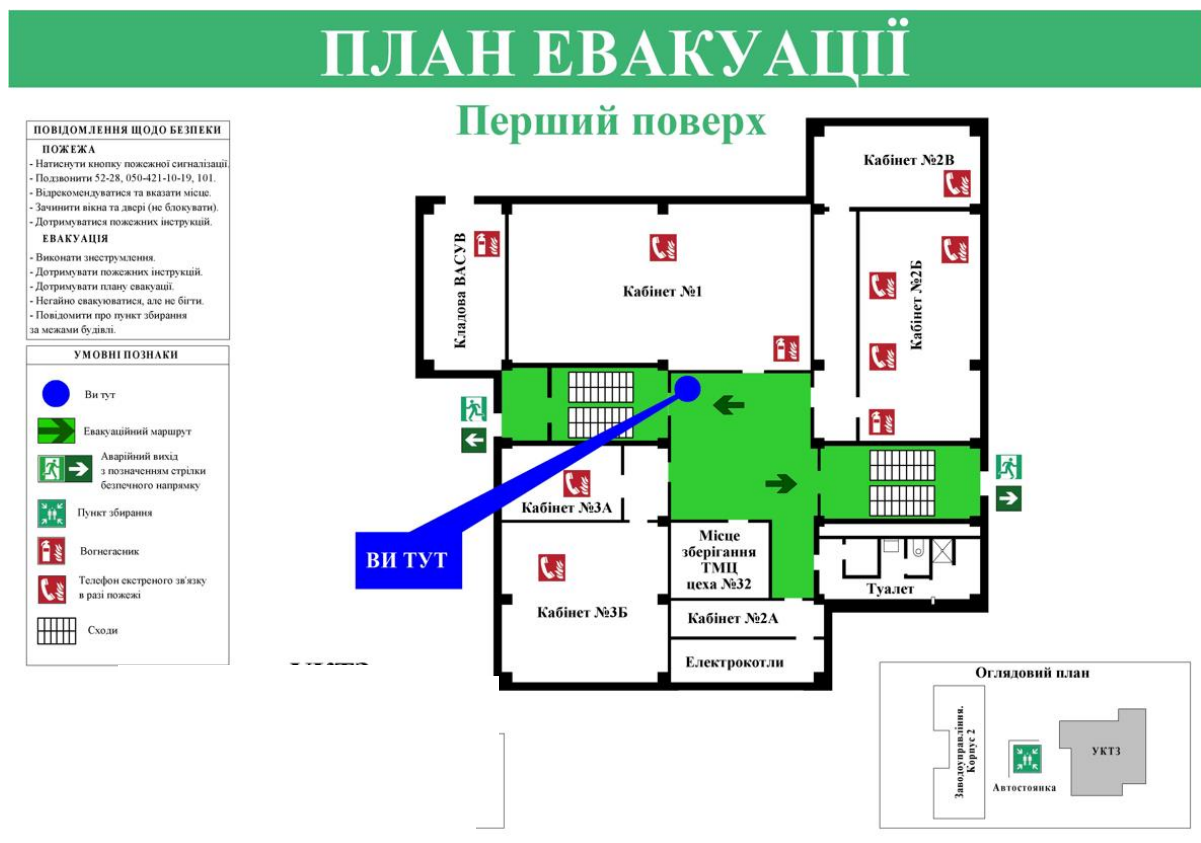 ПЛАН ЕВАКУАЦІЇ
Перший поверх
ПОВІДОМЛЕННЯ ЩОДО БЕЗПЕКИ
ПОЖЕЖА
- Натиснути кнопку пожежної сигналізації.
- Подзвонити 52-28, 050-421-10-19, 101.
- Відрекомендуватися та вказати місце.
- Зачинити вікна та двері (не блокувати).
- Дотримуватися пожежних інструкцій.
ЕВАКУАЦІЯ
- Виконати знеструмлення.
- Дотримувати пожежних інструкцій.
- Дотримувати плану евакуації.
- Негайно евакуюватися, але не бігти.
- Повідомити про пункт збирання
за межами будівлі.
УМОВНІ ПОЗНАКИ
Ви тут
Евакуаційний маршрут
Аварійний вихід
з позначенням стрілки
безпечного напрямку
Пункт збирання
Вогнегасник
Телефон екстреного зв'язку
в разі пожежі
Сходи
Кладова ВАСУВ
Кабінет №1
Кабінет №2В
Кабінет №2Б
Кабінет №3А
ВИ ТУТ
Кабінет №3Б
Місце
зберігання
ТМЦ
цеха №32
Туалет
Кабінет №2А
Електрокотли
Оглядовий план
Заводоуправління.
Корпус 2
Автостоянка
УКТЗ